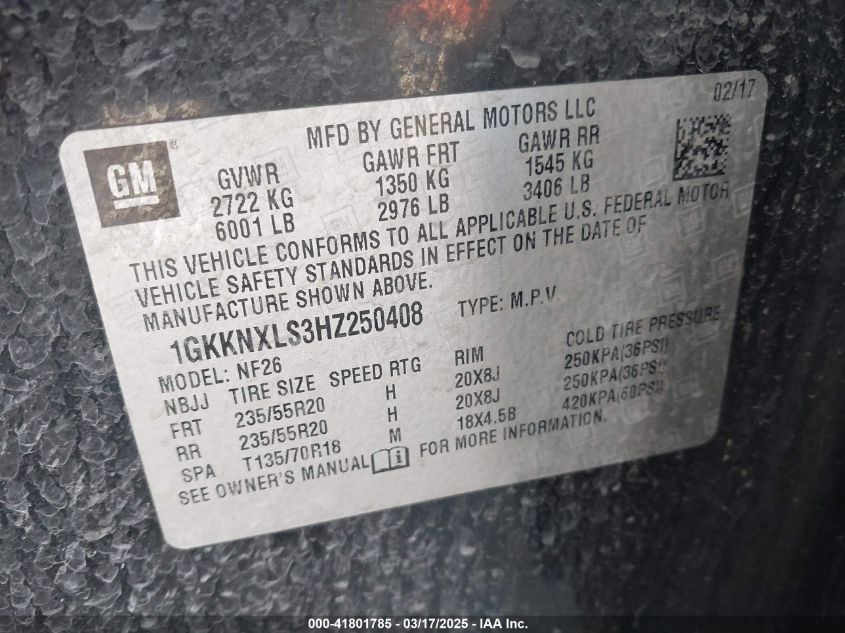 02/17
MFD BY GENERAL MOTORS LLC
GM ®
GVWR GAWR FRT GAWR RR
2722 KG 1350 KG 1545 KG
6001 LB 2976 LB 3406 LB
THIS VEHICLE CONFORMS TO ALL APPLICABLE U.S. FEDERAL MOTOR
VEHICLE SAFETY STANDARDS IN EFFECT ON THE DATE OF
MANUFACTURE SHOWN ABOVE.
1GKKNXLS3HZ250408 TYPE: M.P.V.
MODEL: NF26
NBJJ TIRE SIZE SPEED RTG RIM COLD TIRE PRESSURE
FRT 235/55R20 H 20X8J 250KPA(36PSI)
RR 235/55R20 H 20X8J 250KPA(36PSI)
SPA T135/70R18 M 18X4.5B 420KPA(60PSI)
SEE OWNER'S MANUAL FOR MORE INFORMATION.
000-41801785 - 03/17/2025 - IAA Inc.